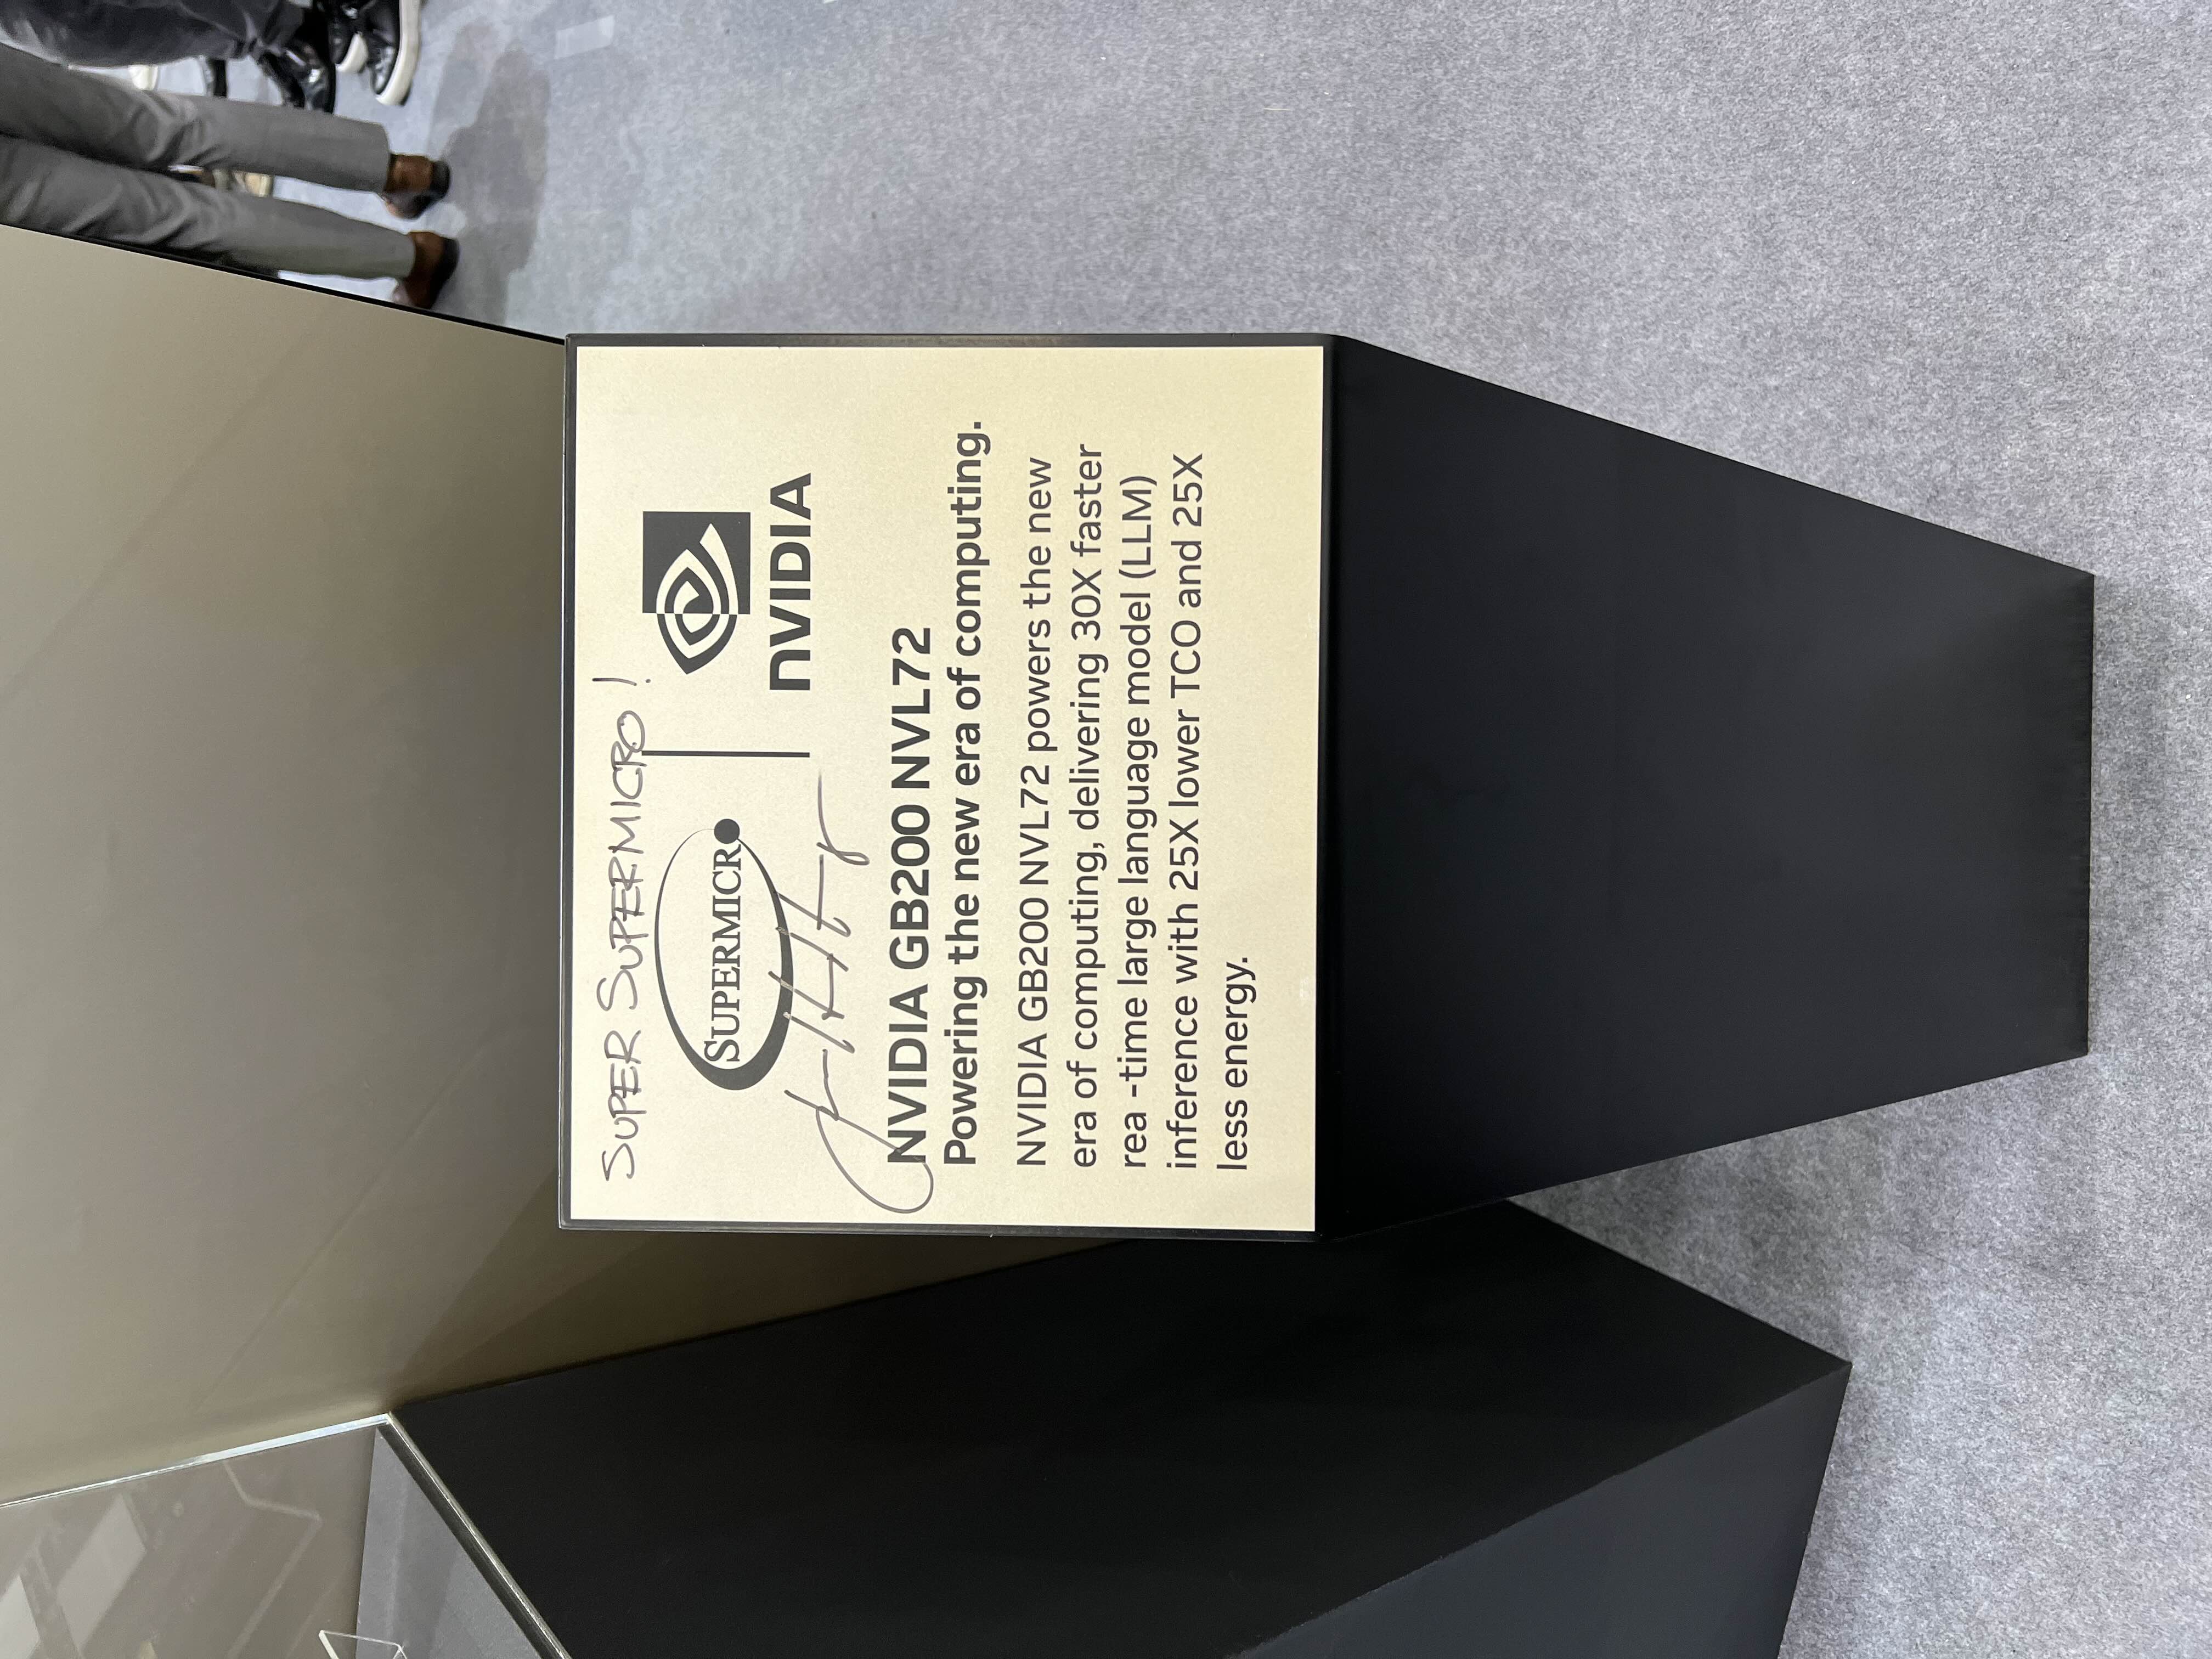 SUPER SUPERMICRO!
SUPERMICRO
nVIDIA
NVIDIA GB200 NVL72
Powering the new era of computing.
NVIDIA GB200 NVL72 powers the new
era of computing, delivering 30X faster
rea -time large language model (LLM)
inference with 25X lower TCO and 25X
less energy.